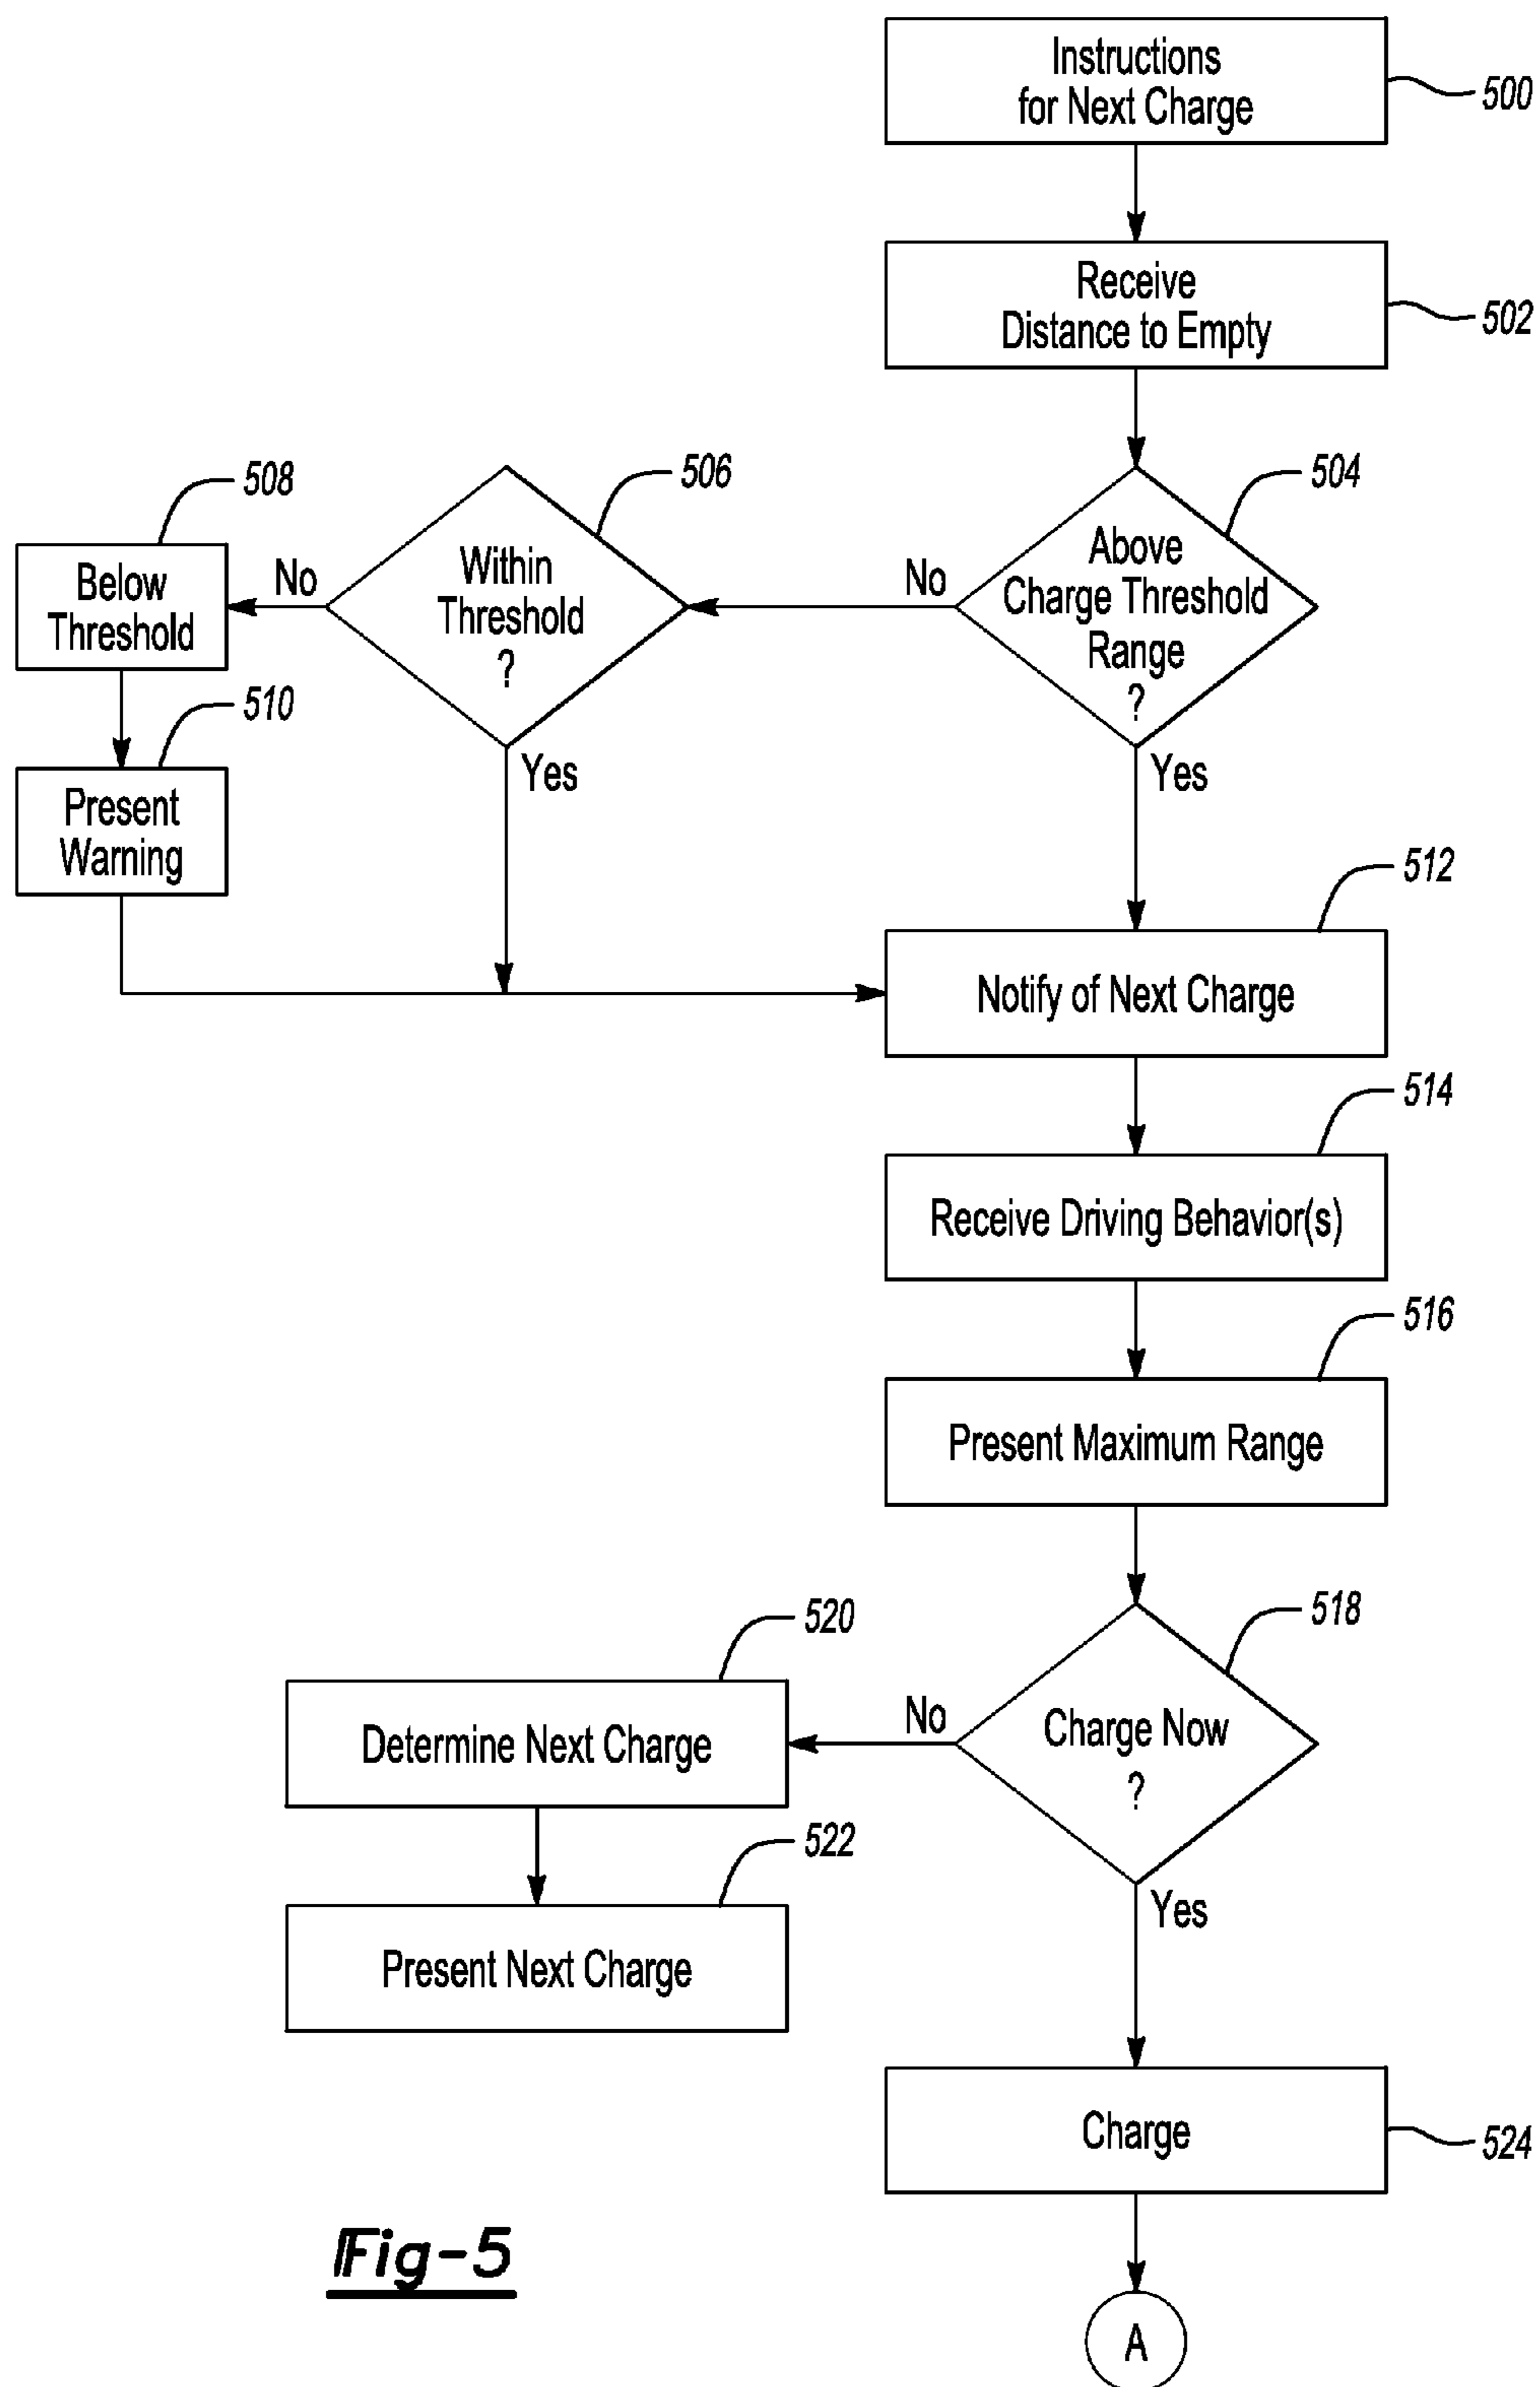 Instructions
for Next Charge
500
Receive
Distance to Empty
502
504
Above
Charge Threshold
Range
?
No
Yes
506
Within
Threshold
?
No
Yes
508
Below
Threshold
510
Present
Warning
512
Notify of Next Charge
514
Receive Driving Behavior(s)
516
Present Maximum Range
518
Charge Now
?
No
Yes
520
Determine Next Charge
522
Present Next Charge
Charge
524
A
Fig-5